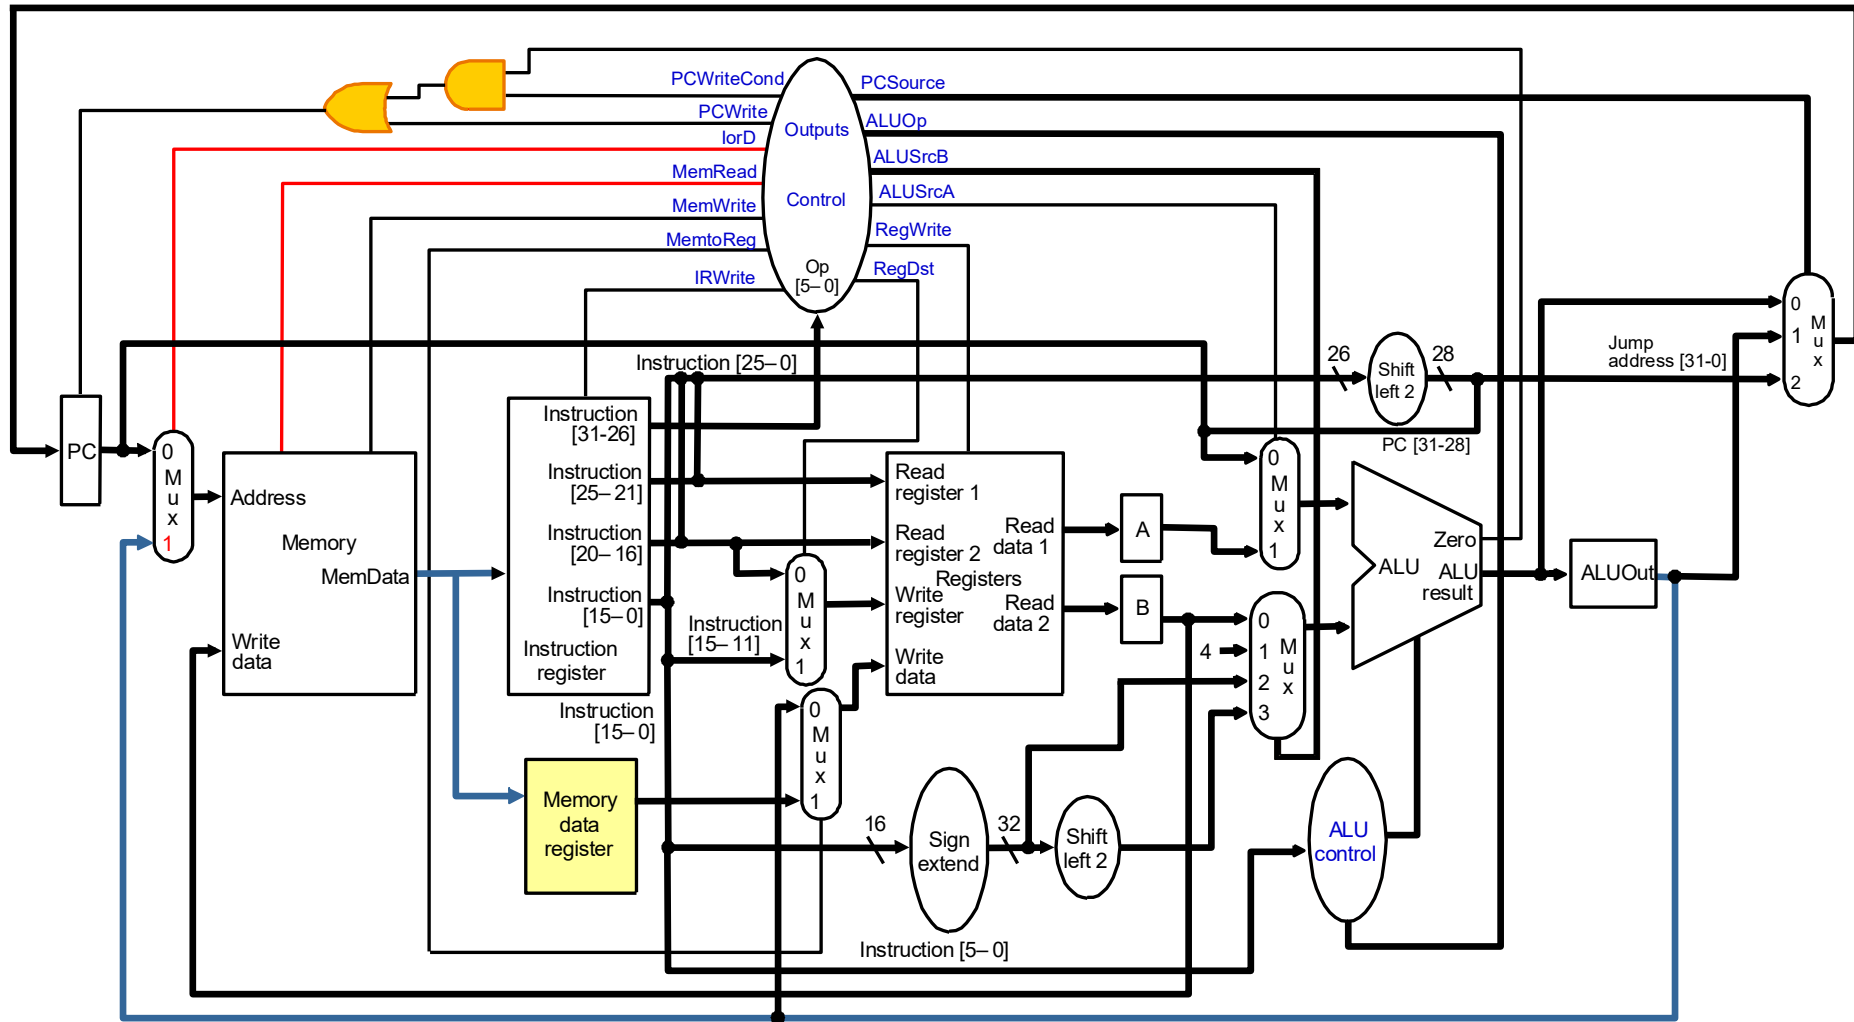 PCWriteCond
PCSource
PCWrite
ALUOp
Outputs
IorD
ALUSrcB
MemRead
ALUSrcA
Control
MemWrite
RegWrite
MemtoReg
RegDst
Op
[5–0]
IRWrite
0
1
2
M
u
x
Jump
address [31-0]
Instruction [25–0]
26
28
Shift
left 2
PC [31-28]
PC
0
M
u
x
1
Address
Memory
MemData
Write
data
Instruction
[31-26]
Instruction
[25–21]
Instruction
[20–16]
Instruction
[15–0]
Instruction
register
Instruction
[15–11]
0
M
u
x
1
Read
register 1
Read
register 2
Registers
Write
register
Write
data
Read
data 1
Read
data 2
A
B
0
M
u
x
1
0
4
1
2
3
M
u
x
Zero
ALU
ALU
result
ALUOut
Instruction
[15–0]
0
M
u
x
1
Memory
data
register
16
Sign
extend
32
Shift
left 2
ALU
control
Instruction [5–0]